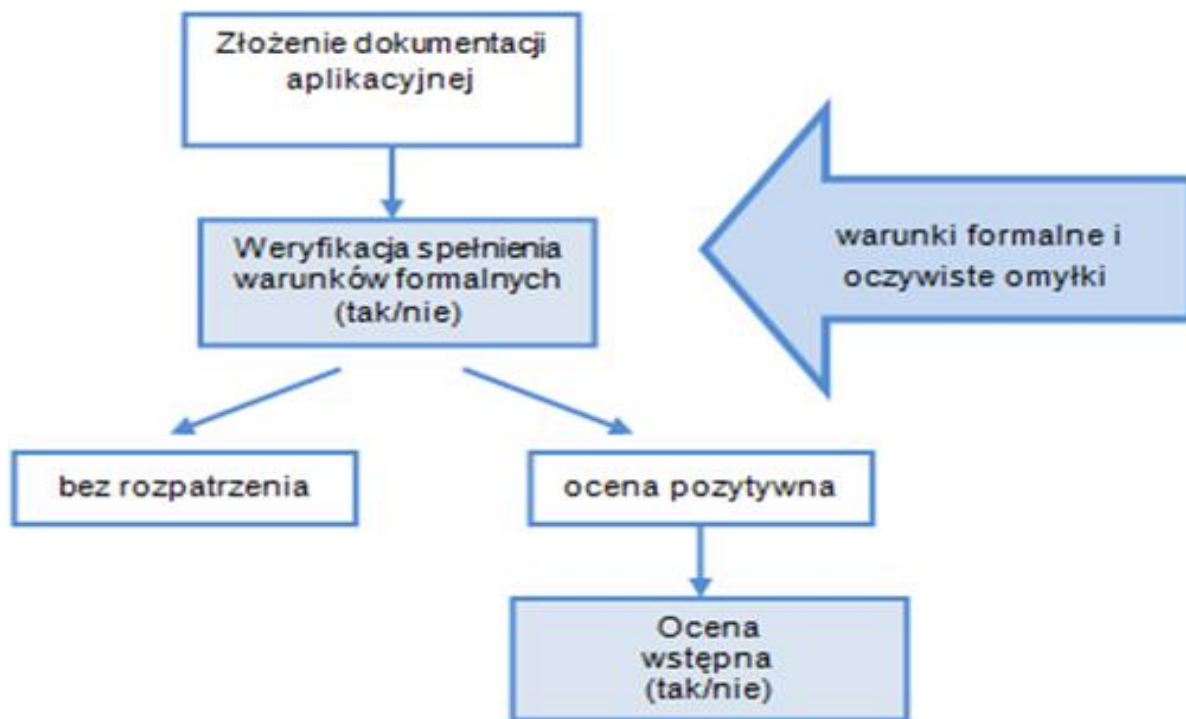 Złożenie dokumentacji
aplikacyjnej
Weryfikacja spełnienia
warunków formalnych
(tak/nie)
warunki formalne i
oczywiste omyłki
bez rozpatrzenia
ocena pozytywna
Ocena
wstępna
(tak/nie)